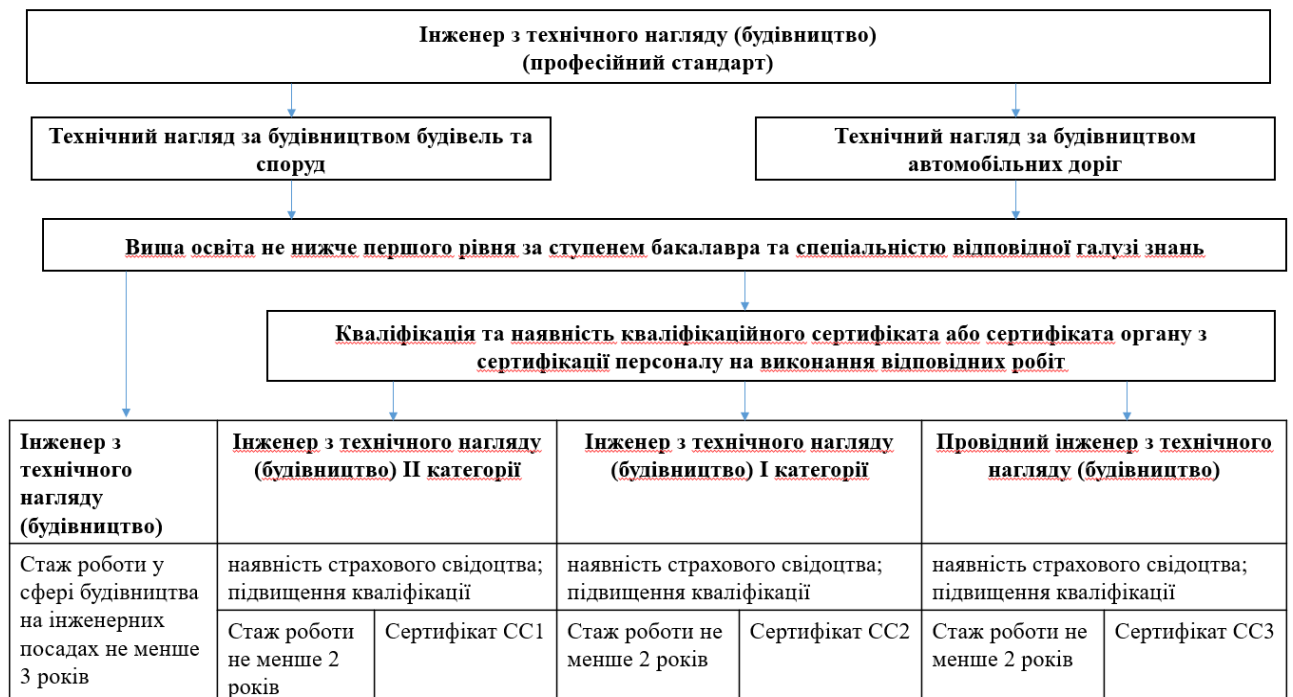 Інженер з технічного нагляду (будівництво)
(професійний стандарт)
Технічний нагляд за будівництвом будівель та
споруд
Технічний нагляд за будівництвом
автомобільних доріг
Вища освіта не нижче першого рівня за ступенем бакалавра та спеціальністю відповідної галузі знань
Кваліфікація та наявність кваліфікаційного сертифіката або сертифіката органу з
сертифікації персоналу на виконання відповідних робіт
Інженер з
технічного
нагляду
(будівництво)
Інженер з технічного нагляду
(будівництво) ІІ категорії
Інженер з технічного нагляду
(будівництво) І категорії
Провідний інженер з технічного
нагляду (будівництво)
Стаж роботи у
сфері будівництва
на інженерних
посадах не менше
3 років
наявність страхового свідоцтва;
підвищення кваліфікації
наявність страхового свідоцтва;
підвищення кваліфікації
наявність страхового свідоцтва;
підвищення кваліфікації
Стаж роботи
не менше 2
років
Сертифікат СС1
Стаж роботи не
менше 2 років
Сертифікат СС2
Стаж роботи не
менше 2 років
Сертифікат СС3